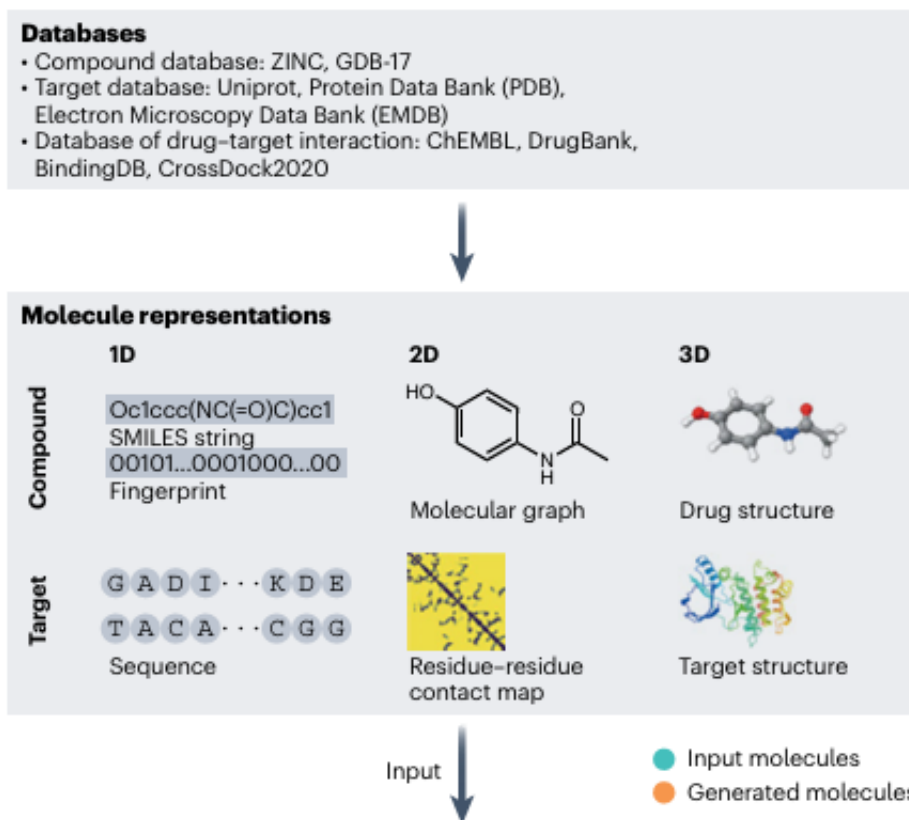 Databases
• Compound database: ZINC, GDB-17
• Target database: Uniprot, Protein Data Bank (PDB),
Electron Microscopy Data Bank (EMDB)
• Database of drug–target interaction: ChEMBL, DrugBank,
BindingDB, CrossDock2020
Molecule representations
1D 2D 3D
Compound
Oc1ccc(NC(=O)C)cc1
SMILES string
00101...0001000...00
Fingerprint
HO
O
N
H
Molecular graph
Drug structure
Target
G A D I ··· K D E
T A C A ··· C G G
Sequence
Residue–residue
contact map
Target structure
Input
Input molecules
Generated molecules